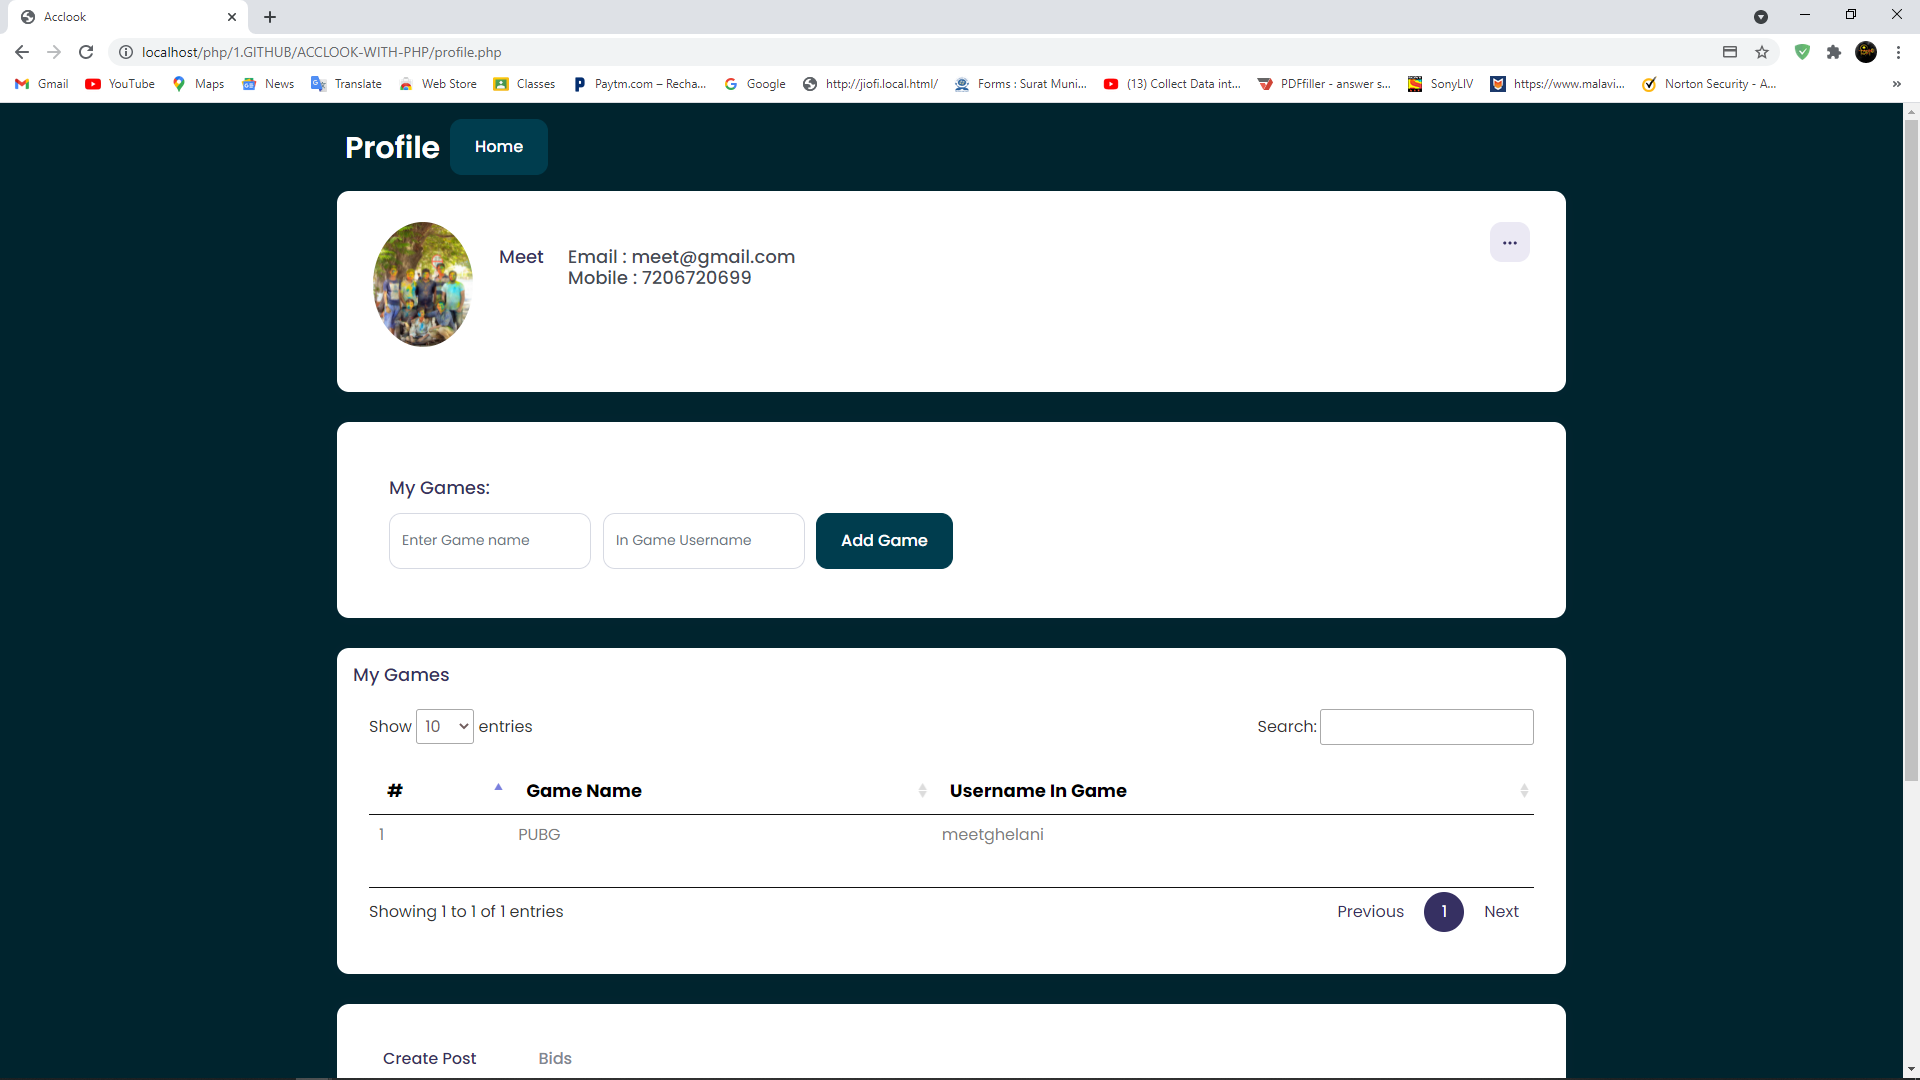 Acclook
localhost/php/1.GITHUB/ACCLOOK-WITH-PHP/profile.php
Gmail YouTube Maps News Translate Web Store Classes Paytm.com – Recha... Google http://jiofi.local.html/ Forms : Surat Muni... (13) Collect Data int... PDFfiller - answer s... SonyLIV https://www.malavi... Norton Security - A... »
Profile Home
Meet Email : meet@gmail.com
Mobile : 7206720699
My Games:
Enter Game name In Game Username Add Game
My Games
Show 10 entries Search:
# Game Name Username In Game
1 PUBG meetghelani
Showing 1 to 1 of 1 entries Previous 1 Next
Create Post Bids